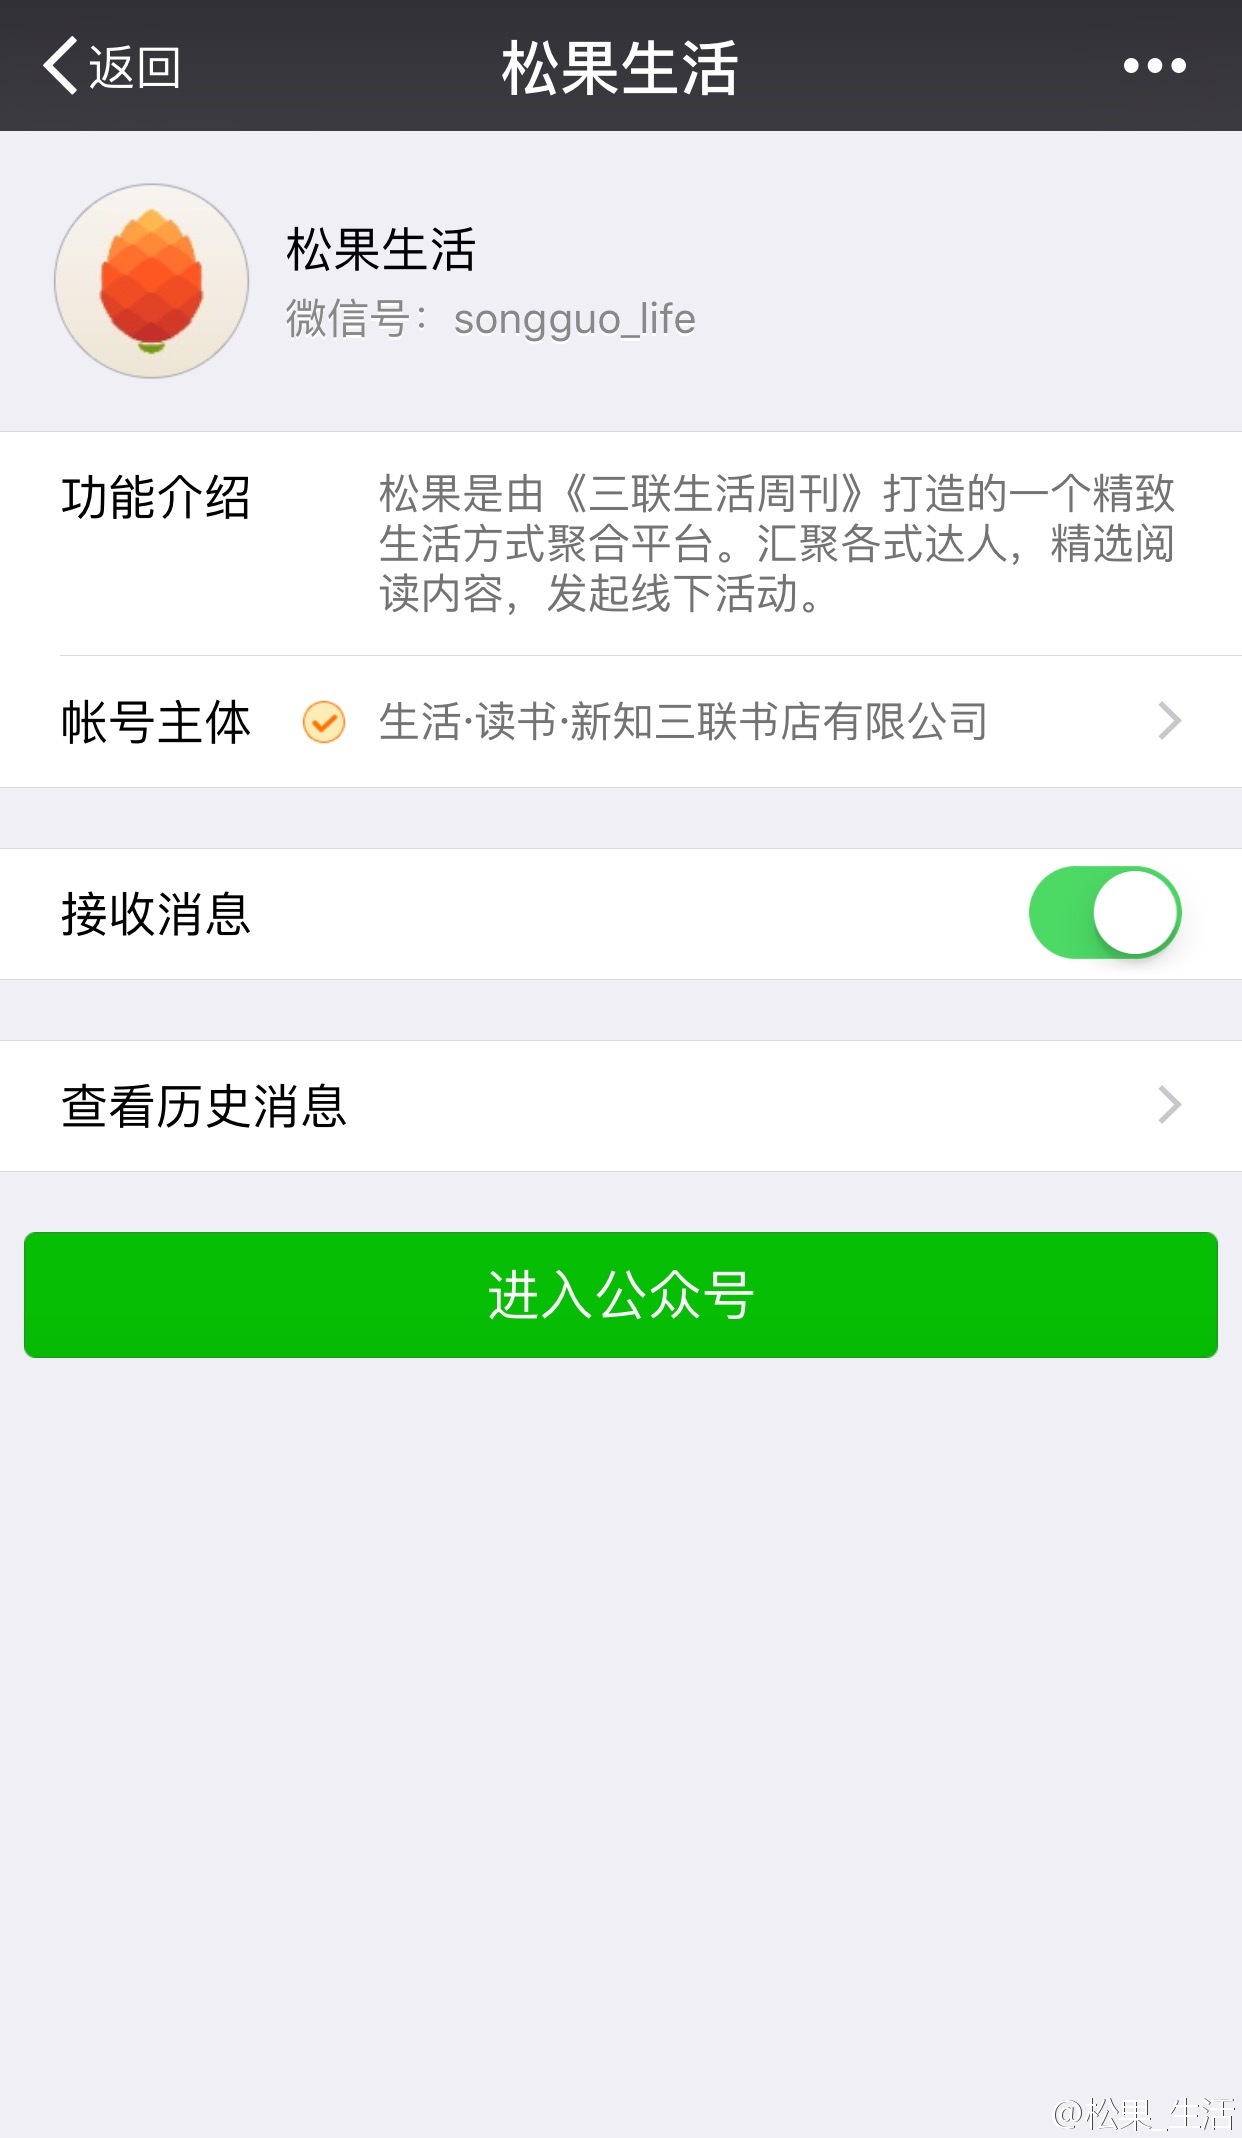 返回
松果生活
松果生活
微信号：songguo_life
功能介绍
松果是由《三联生活周刊》打造的一个精致
生活方式聚合平台。汇聚各式达人，精选阅
读内容，发起线下活动。
帐号主体
生活·读书·新知三联书店有限公司
接收消息
查看历史消息
进入公众号
@松果_生活